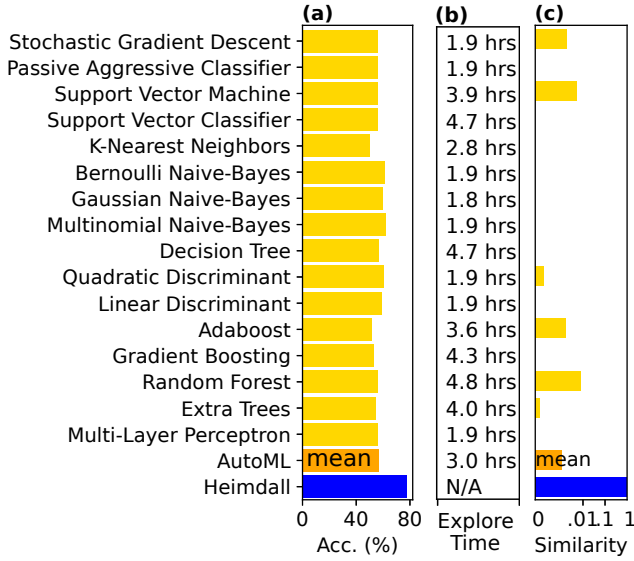 (a) (b) (c)
Stochastic Gradient Descent 1.9 hrs
Passive Aggressive Classifier 1.9 hrs
Support Vector Machine 3.9 hrs
Support Vector Classifier 4.7 hrs
K-Nearest Neighbors 2.8 hrs
Bernoulli Naive-Bayes 1.9 hrs
Gaussian Naive-Bayes 1.8 hrs
Multinomial Naive-Bayes 1.9 hrs
Decision Tree 4.7 hrs
Quadratic Discriminant 1.9 hrs
Linear Discriminant 1.9 hrs
Adaboost 3.6 hrs
Gradient Boosting 4.3 hrs
Random Forest 4.8 hrs
Extra Trees 4.0 hrs
Multi-Layer Perceptron 1.9 hrs
AutoML mean 3.0 hrs mean
Heimdall N/A
0 40 80 Explore 0 .01 .1 1
Acc. (%) Time Similarity